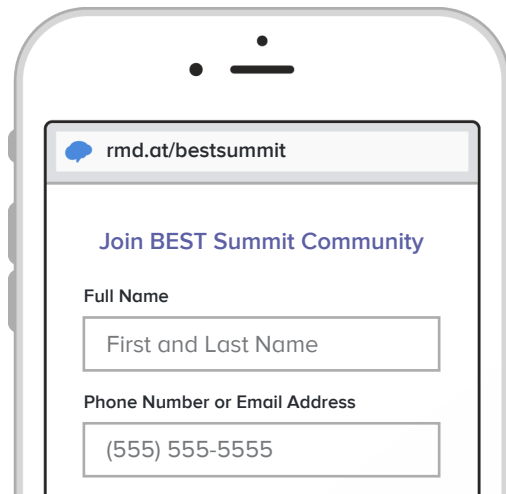 rmd.at/bestsummit
Join BEST Summit Community
Full Name
First and Last Name
Phone Number or Email Address
(555) 555-5555